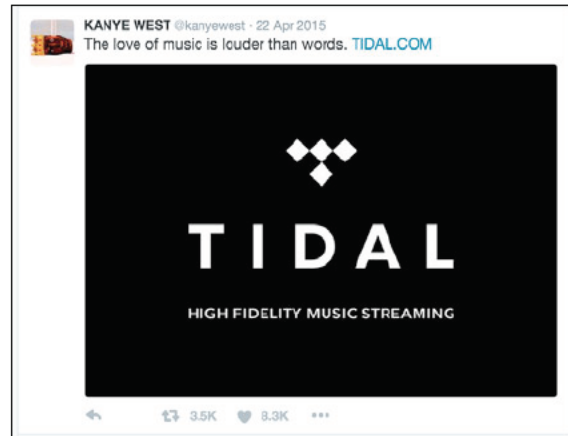 KANYE WEST @kanyewest · 22 Apr 2015
The love of music is louder than words. TIDAL.COM
TIDAL
HIGH FIDELITY MUSIC STREAMING
3.5K 8.3K